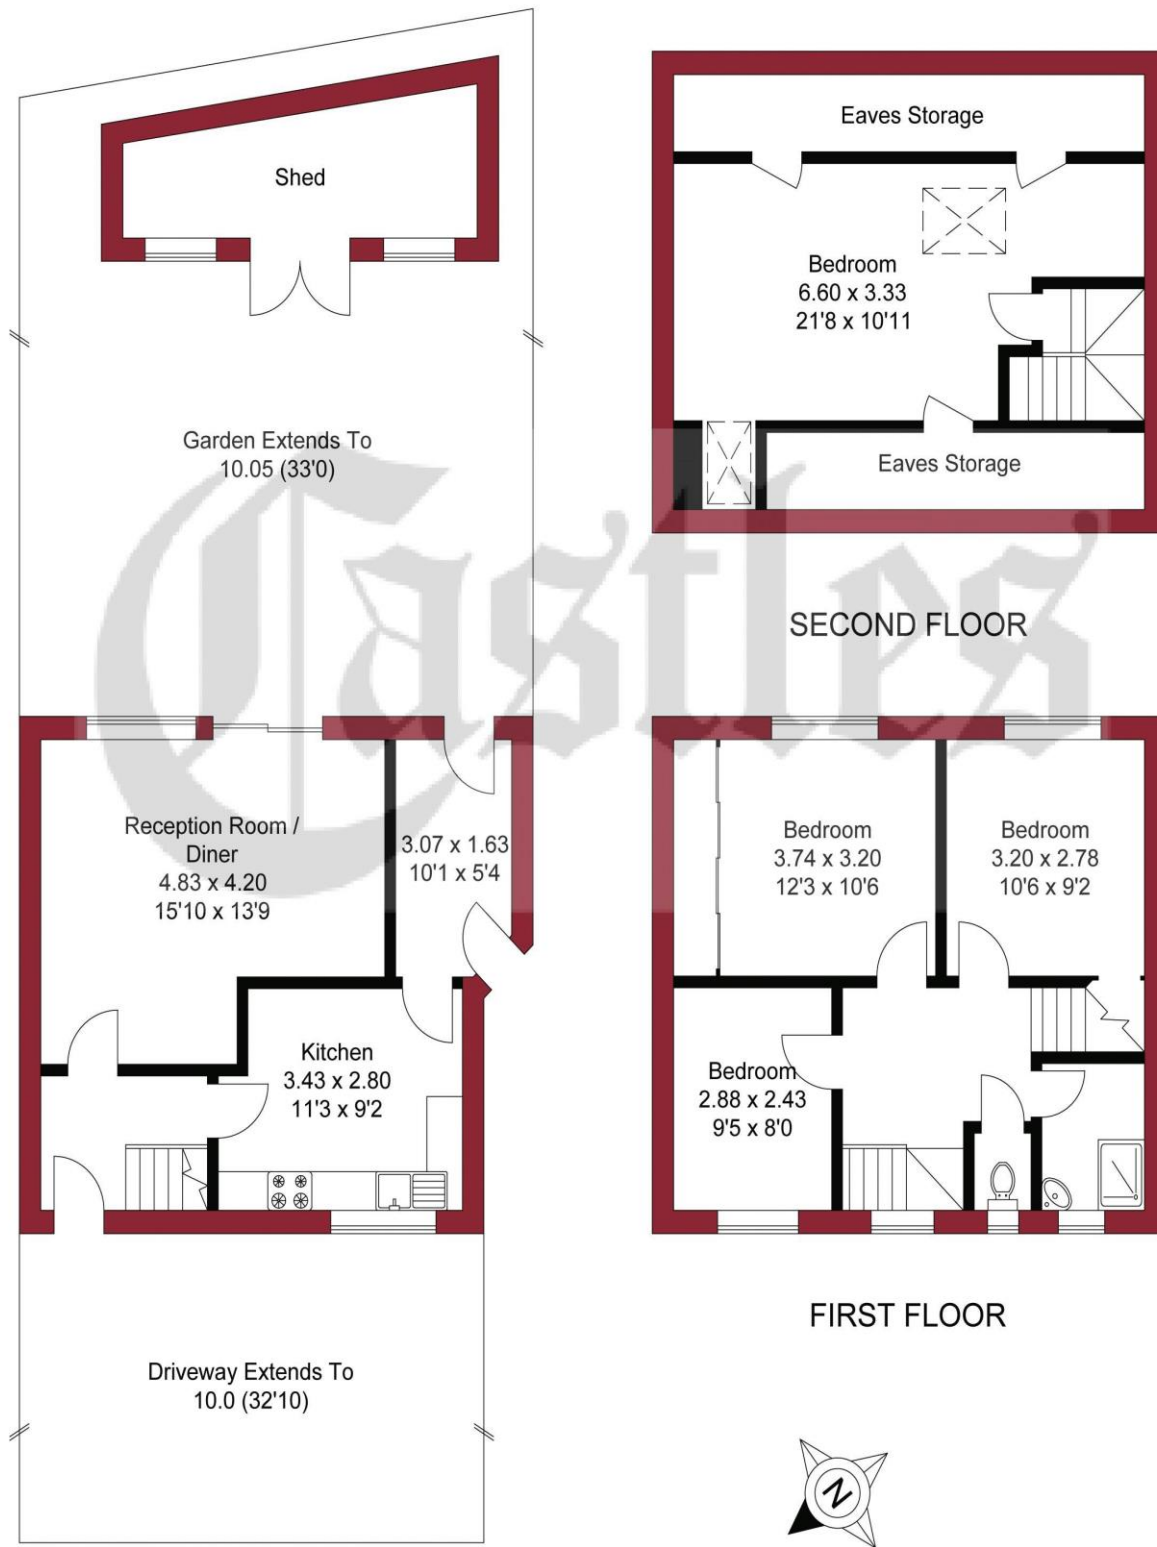 Shed
Garden Extends To
10.05 (33'0)
Reception Room /
Diner
4.83 x 4.20
15'10 x 13'9
3.07 x 1.63
10'1 x 5'4
Kitchen
3.43 x 2.80
11'3 x 9'2
Driveway Extends To
10.0 (32'10)
Eaves Storage
Bedroom
6.60 x 3.33
21'8 x 10'11
Eaves Storage
SECOND FLOOR
Bedroom
3.74 x 3.20
12'3 x 10'6
Bedroom
3.20 x 2.78
10'6 x 9'2
Bedroom
2.88 x 2.43
9'5 x 8'0
FIRST FLOOR
N
Castles